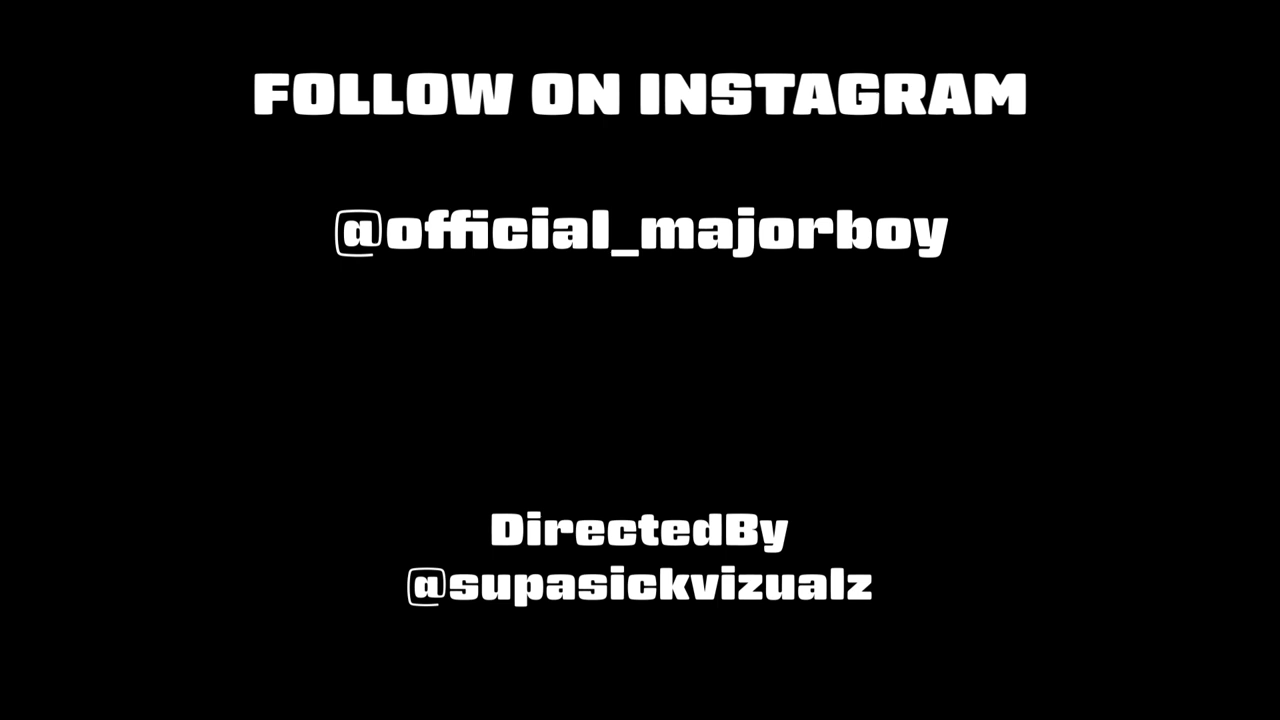 FOLLOW ON INSTAGRAM
@official_majorboy
DirectedBy
@supasickvizualz